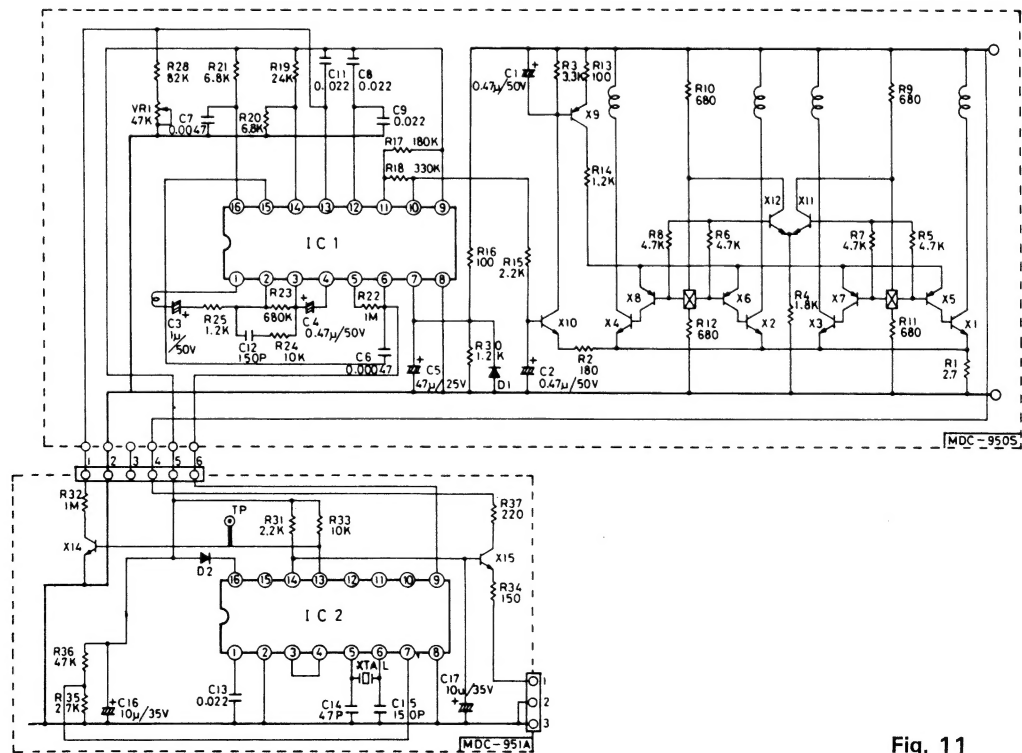 R28
82K
VR1
47K
R21
6.8K
C7
0.0047
R19
24K
R20
6.8K
C11
0.022
C8
0.022
C9
0.022
R17 180K
R18 330K
C1
0.47μ/50V
R3
3.3K
R13
100
X9
R14
1.2K
R10
680
R9
680
X12
X11
R8
4.7K
R6
4.7K
R7
4.7K
R5
4.7K
16
15
14
13
12
11
10
9
IC1
1
2
3
4
5
6
7
8
R16
100
R15
2.2K
C3
1μ
/50V
R25
1.2K
R23
680K
C12
150P
R24
10K
C4
0.47μ/50V
R22
1M
C6
0.00047
C5
47μ/25V
R30
1.2K
D1
C2
0.47μ/50V
X10
R2
180
X4
X8
R12
680
X6
X2
R4
1.8K
X3
X7
R11
680
X5
X1
R1
2.7
MDC-950S
1
2
3
4
5
6
R32
1M
X14
TP
D2
R31
2.2K
R33
10K
R37
220
X15
R34
150
16
15
14
13
12
11
10
9
IC2
1
2
3
4
5
6
7
8
R36
47K
R35
2.7K
C16
10μ/35V
C13
0.022
XTAL
C14
47P
C15
150P
C17
10μ/35V
1
2
3
MDC-951A
Fig. 11